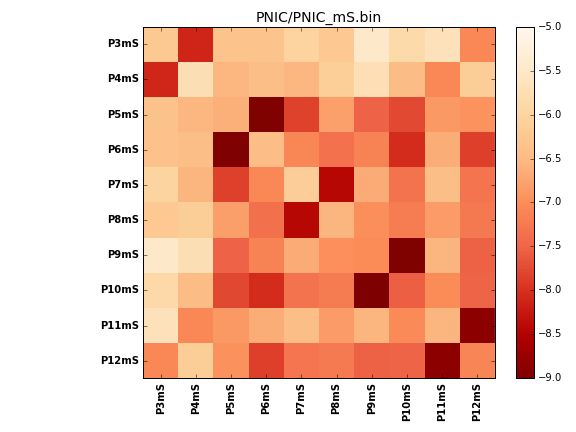 PNIC/PNIC_mS.bin
P3mS
P4mS
P5mS
P6mS
P7mS
P8mS
P9mS
P10mS
P11mS
P12mS
P3mS P4mS P5mS P6mS P7mS P8mS P9mS P10mS P11mS P12mS
−5.0
−5.5
−6.0
−6.5
−7.0
−7.5
−8.0
−8.5
−9.0